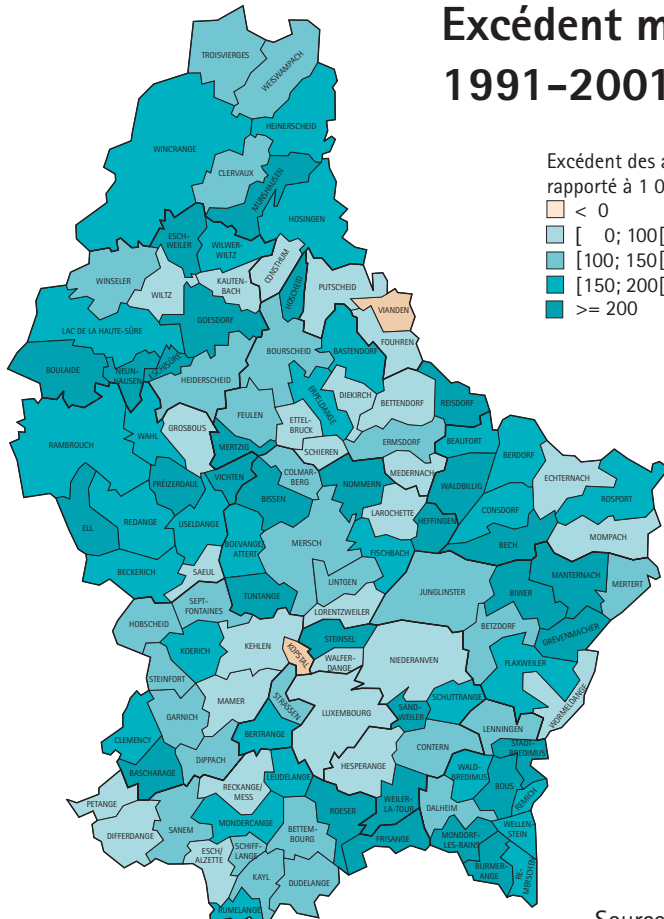 Excédent m
1991-2001
Excédent des a
rapporté à 1 0
< 0
[ 0; 100[
[100; 150[
[150; 200[
>= 200
TROISVIERGES
WEISWAMPACH
HEINERSCHEID
WINCRANGE
CLERVAUX
MUNSHAUSEN
HOSINGEN
ESCH-
WEILER
WILWER-
WILTZ
CONSTHUM
WINSELER
WILTZ
KAUTEN-
BACH
HOSCHEID
PUTSCHEID
VIANDEN
GOESDORF
LAC DE LA HAUTE-SÛRE
FOUHREN
BOURSCHEID
BASTENDORF
BOULAIDE
NEUN-
HAUSEN
ESCH/SÛRE
HEIDERSCHEID
ERPELDANGE
DIEKIRCH
BETTENDORF
REISDORF
FEULEN
GROSBOUS
ETTEL-
BRUCK
WAHL
RAMBROUCH
MERTZIG
SCHIEREN
ERMSDORF
BEAUFORT
BERDORF
ECHTERNACH
COLMAR-
BERG
MEDERNACH
VICHTEN
PRÉIZERDAUL
BISSEN
NOMMERN
WALDBILLIG
ROSPORT
LAROCHETTE
CONSDORF
ELL
REDANGE
USELDANGE
HEFFINGEN
MOMPACH
BOEVANGE/
ATTERT
MERSCH
FISCHBACH
BECH
BECKERICH
SAEUL
LINTGEN
MANTERNACH
MERTERT
JUNGLINSTER
BIWER
TUNTANGE
SEPT-
FONTAINES
LORENTZWEILER
HOBSCHEID
BETZDORF
GREVENMACHER
STEINSEL
KOERICH
KEHLEN
KOPSTAL
WALFER-
DANGE
NIEDERANVEN
FLAXWEILER
STEINFORT
WORMELDANGE
MAMER
STRASSEN
LUXEMBOURG
SAND-
WEILER
SCHUTTRANGE
GARNICH
LENNINGEN
CLEMENCY
BERTRANGE
CONTERN
STADT-
BREDIMUS
DIPPACH
HESPERANGE
BASCHARAGE
LEUDELANGE
WALD-
BREDIMUS
BOUS
RECKANGE/
MESS
REMICH
PETANGE
ROESER
WEILER-
LA-TOUR
DALHEIM
WELLEN-
STEIN
DIFFERDANGE
SANEM
MONDERCANGE
BETTEM-
BOURG
FRISANGE
MONDORF-
LES-BAINS
ESCH/
ALZETTE
SCHIFF-
LANGE
BURMER-
ANGE
RE-
MERSCHEN
KAYL
DUDELANGE
RUMELANGE